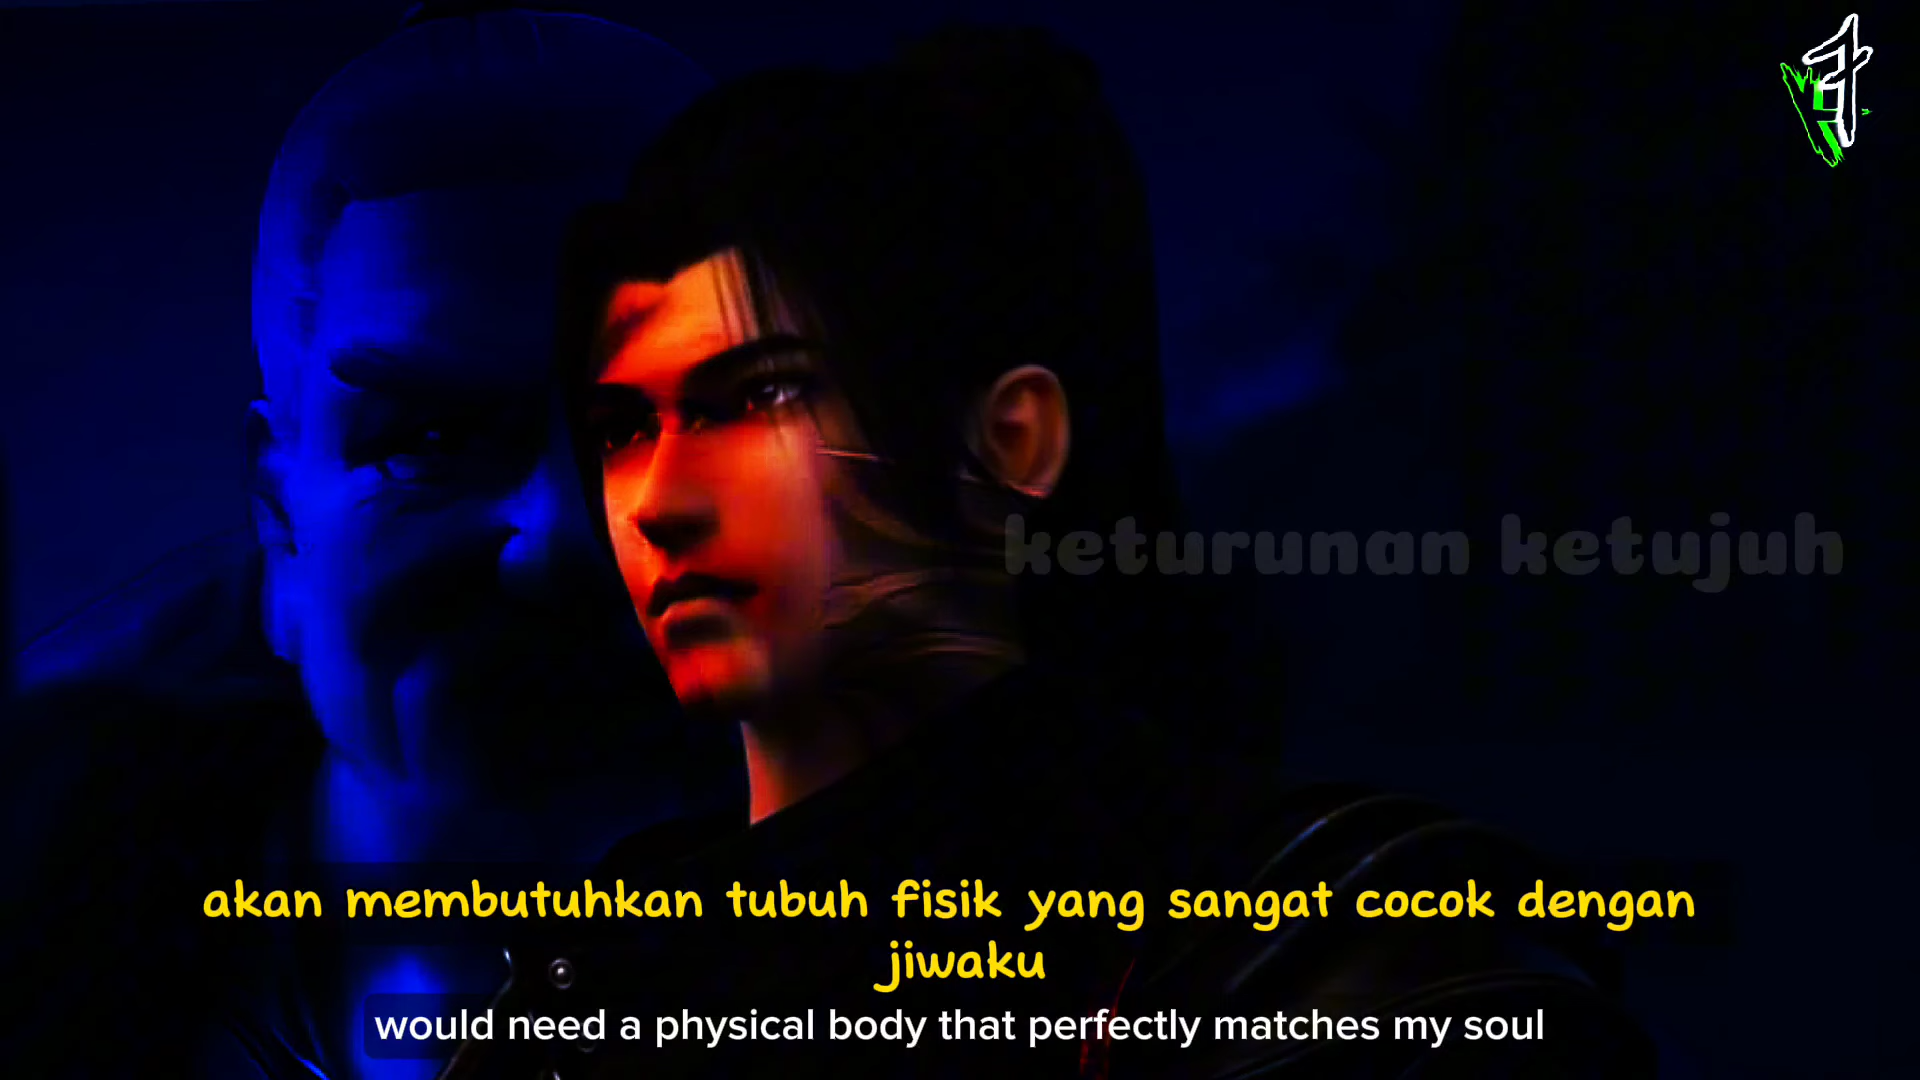 keturunan ketujuh
akan membutuhkan tubuh fisik yang sangat cocok dengan
jiwaku
would need a physical body that perfectly matches my soul